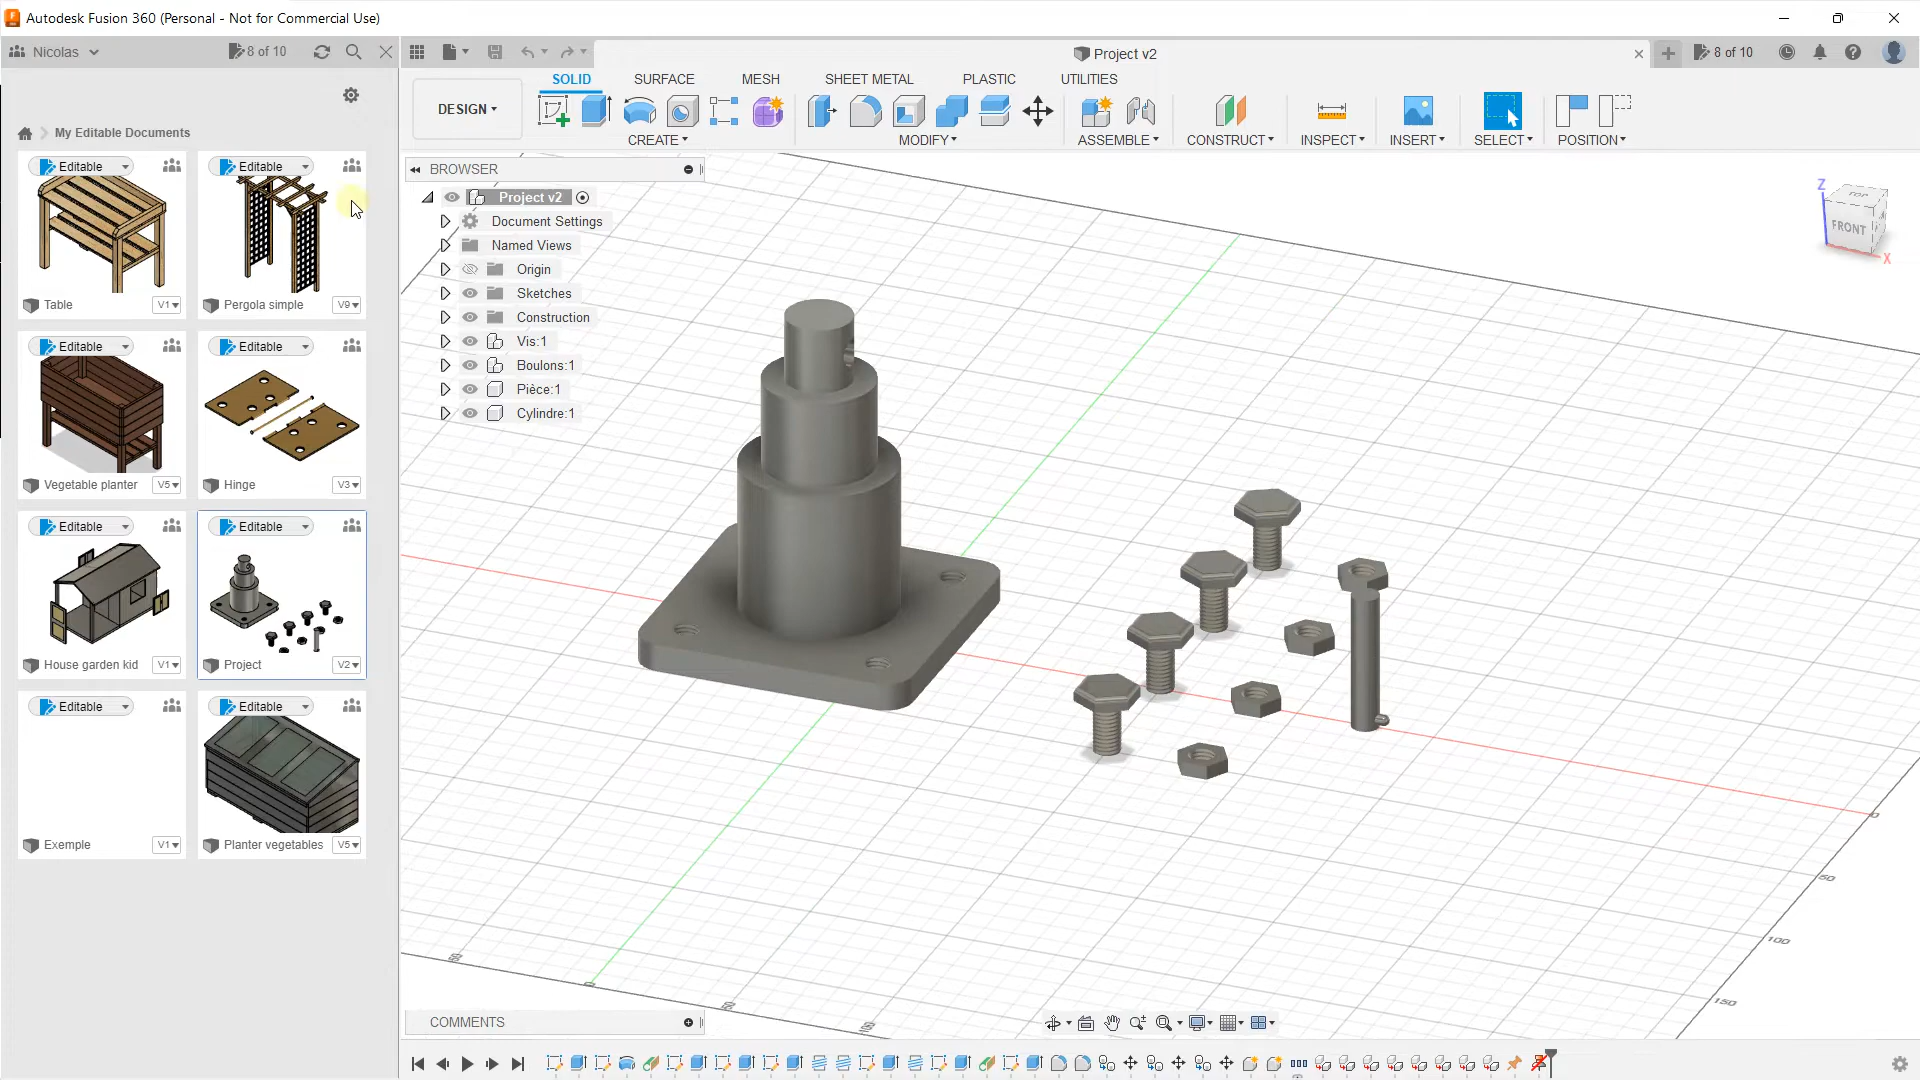 Autodesk Fusion 360 (Personal - Not for Commercial Use)
Nicolas
8 of 10
Project v2
8 of 10
SOLID
SURFACE
MESH
SHEET METAL
PLASTIC
UTILITIES
DESIGN
CREATE
MODIFY
ASSEMBLE
CONSTRUCT
INSPECT
INSERT
SELECT
POSITION
My Editable Documents
Editable
Editable
Table
V1
Pergola simple
V9
Editable
Editable
Vegetable planter
V5
Hinge
V3
Editable
Editable
House garden kid
V1
Project
V2
Editable
Editable
Exemple
V1
Planter vegetables
V5
BROWSER
Project v2
Document Settings
Named Views
Origin
Sketches
Construction
Vis:1
Boulons:1
Pièce:1
Cylindre:1
Z
TOP
FRONT
X
50
100
150
COMMENTS